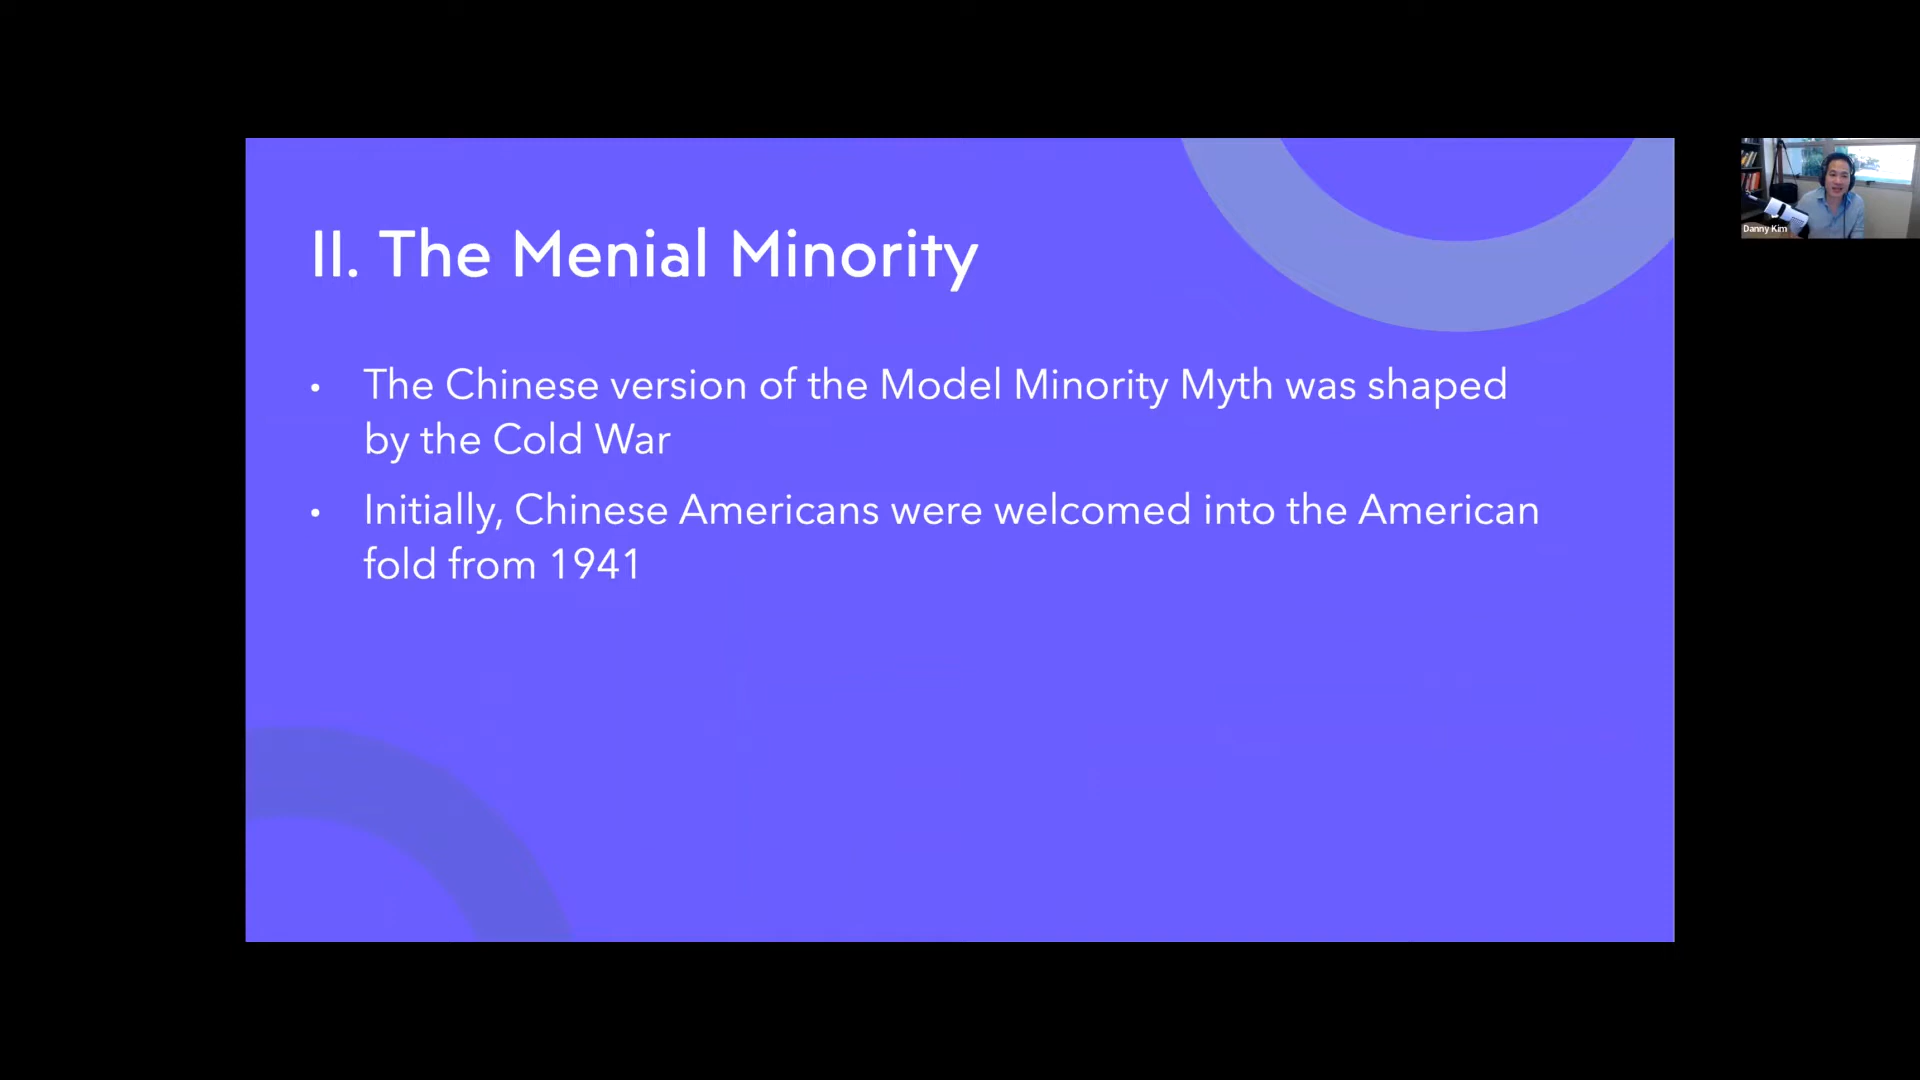 II. The Menial Minority
• The Chinese version of the Model Minority Myth was shaped
by the Cold War
• Initially, Chinese Americans were welcomed into the American
fold from 1941
Danny Kim